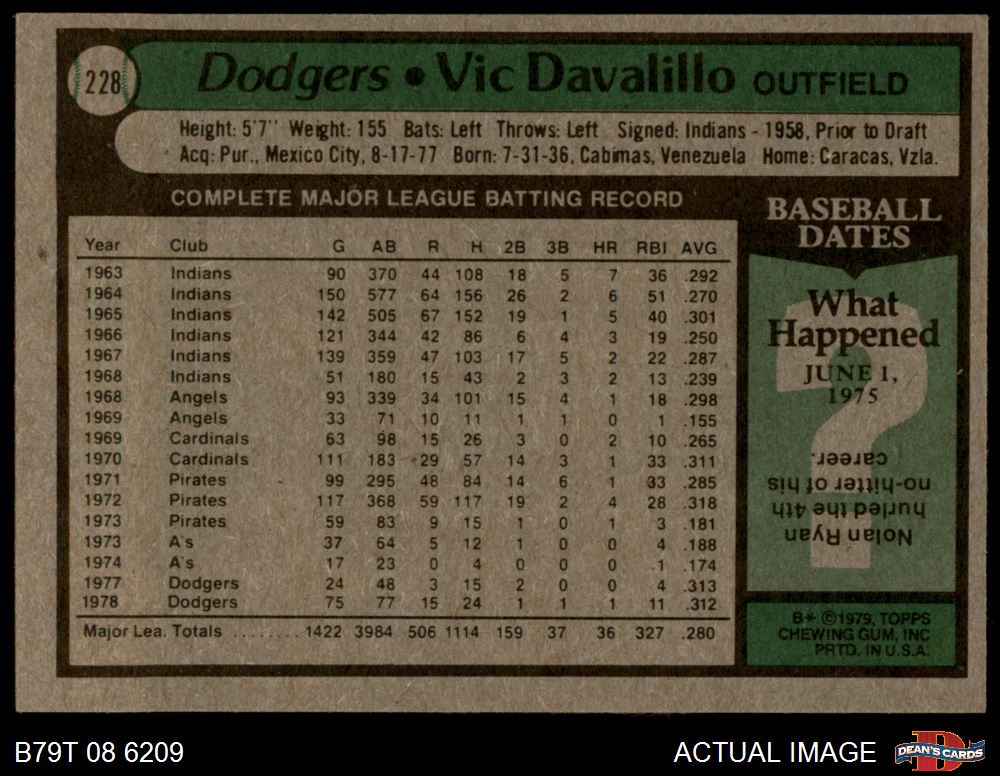 228
Dodgers • Vic Davalillo OUTFIELD
Height: 5'7" Weight: 155 Bats: Left Throws: Left Signed: Indians - 1958, Prior to Draft
Acq: Pur., Mexico City, 8-17-77 Born: 7-31-36, Cabimas, Venezuela Home: Caracas, Vzla.
COMPLETE MAJOR LEAGUE BATTING RECORD
Year Club G AB R H 2B 3B HR RBI AVG
1963 Indians 90 370 44 108 18 5 7 36 .292
1964 Indians 150 577 64 156 26 2 6 51 .270
1965 Indians 142 505 67 152 19 1 5 40 .301
1966 Indians 121 344 42 86 6 4 3 19 .250
1967 Indians 139 359 47 103 17 5 2 22 .287
1968 Indians 51 180 15 43 2 3 2 13 .239
1968 Angels 93 339 34 101 15 4 1 18 .298
1969 Angels 33 71 10 11 1 1 0 1 .155
1969 Cardinals 63 98 15 26 3 0 2 10 .265
1970 Cardinals 111 183 29 57 14 3 1 33 .311
1971 Pirates 99 295 48 84 14 6 1 33 .285
1972 Pirates 117 368 59 117 19 2 4 28 .318
1973 Pirates 59 83 9 15 1 0 1 3 .181
1973 A's 37 64 5 12 1 0 0 4 .188
1974 A's 17 23 0 4 0 0 0 1 .174
1977 Dodgers 24 48 3 15 2 0 0 4 .313
1978 Dodgers 75 77 15 24 1 1 1 11 .312
Major Lea. Totals ........ 1422 3984 506 1114 159 37 36 327 .280
BASEBALL
DATES
What
Happened
JUNE 1,
1975
?
Nolan Ryan
hurled the 4th
no-hitter of his
career.
B* ©1979, TOPPS
CHEWING GUM, INC
PRTD. IN U.S.A.
B79T 08 6209
ACTUAL IMAGE
DEAN'S CARDS